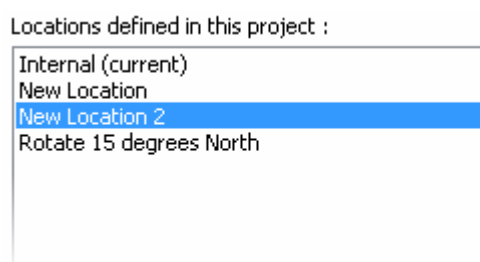 Locations defined in this project :
Internal (current)
New Location
New Location 2
Rotate 15 degrees North